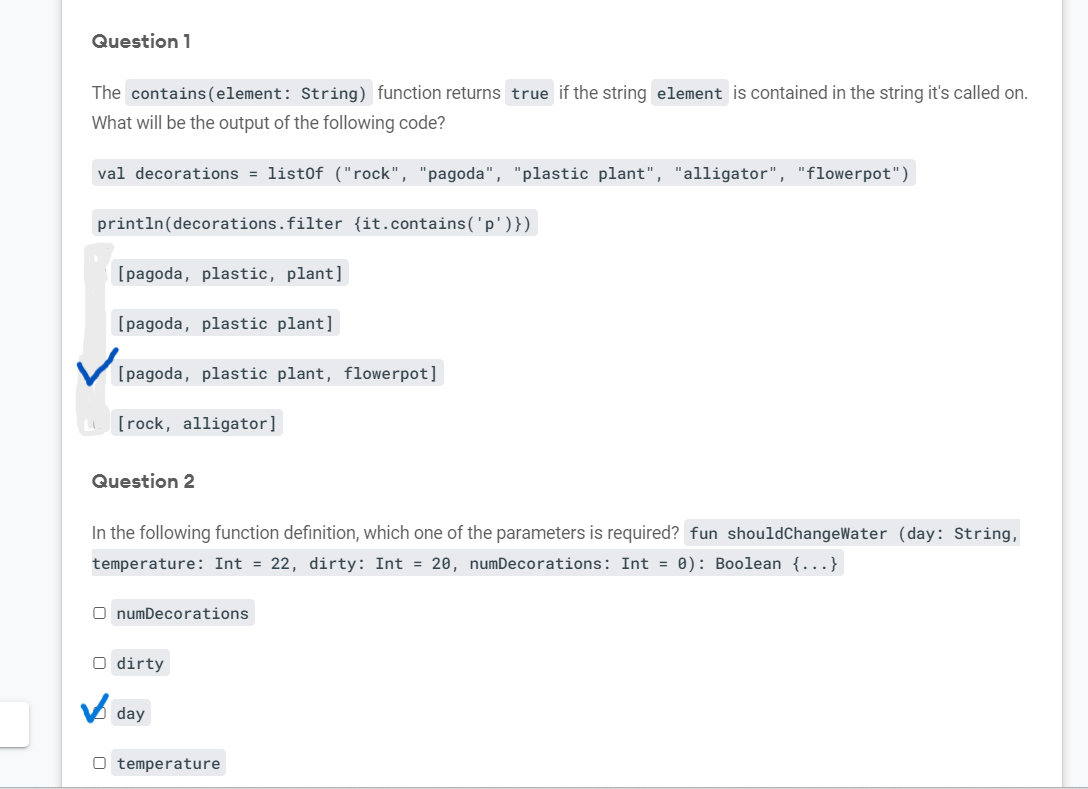 Question 1
The contains(element: String) function returns true if the string element is contained in the string it's called on.
What will be the output of the following code?
val decorations = listOf ("rock", "pagoda", "plastic plant", "alligator", "flowerpot")
println(decorations.filter {it.contains('p')})
[pagoda, plastic, plant]
[pagoda, plastic plant]
[pagoda, plastic plant, flowerpot]
[rock, alligator]
Question 2
In the following function definition, which one of the parameters is required? fun shouldChangeWater (day: String,
temperature: Int = 22, dirty: Int = 20, numDecorations: Int = 0): Boolean {...}
numDecorations
dirty
day
temperature